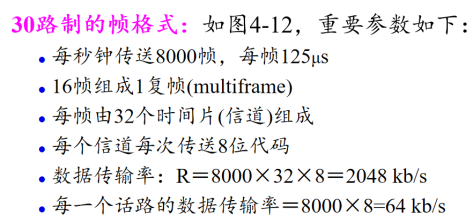 30路制的帧格式：如图4-12，重要参数如下：
• 每秒钟传送8000帧，每帧125μs
• 16帧组成1复帧(multiframe)
• 每帧由32个时间片(信道)组成
• 每个信道每次传送8位代码
• 数据传输率：R＝8000×32×8＝2048 kb/s
• 每一个话路的数据传输率＝8000×8=64 kb/s